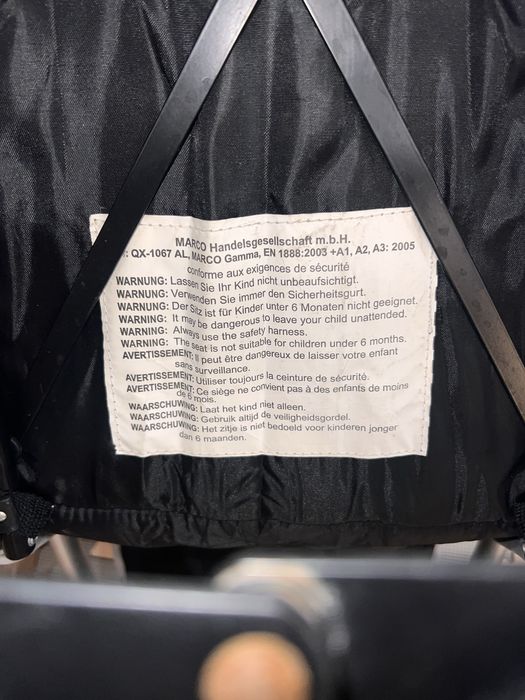 MARCO Handelsgesellschaft m.b.H.
: QX-1067 AL, MARCO Gamma, EN 1888:2003 +A1, A2, A3: 2005
conforme aux exigences de sécurité
WARNUNG: Lassen Sie Ihr Kind nicht unbeaufsichtigt.
WARNUNG: Verwenden Sie immer den Sicherheitsgurt.
WARNUNG: Der Sitz ist für Kinder unter 6 Monaten nicht geeignet.
WARNING: It may be dangerous to leave your child unattended.
WARNING: Always use the safety harness.
WARNING: The seat is not suitable for children under 6 months.
AVERTISSEMENT: Il peut être dangereux de laisser votre enfant
sans surveillance.
AVERTISSEMENT: Utiliser toujours la ceinture de sécurité.
AVERTISSEMENT: Ce siège ne convient pas à des enfants de moins
de 6 mois.
WAARSCHUWING: Laat het kind niet alleen.
WAARSCHUWING: Gebruik altijd de veiligheidsgordel.
WAARSCHUWING: Het zitje is niet bedoeld voor kinderen jonger
dan 6 maanden.